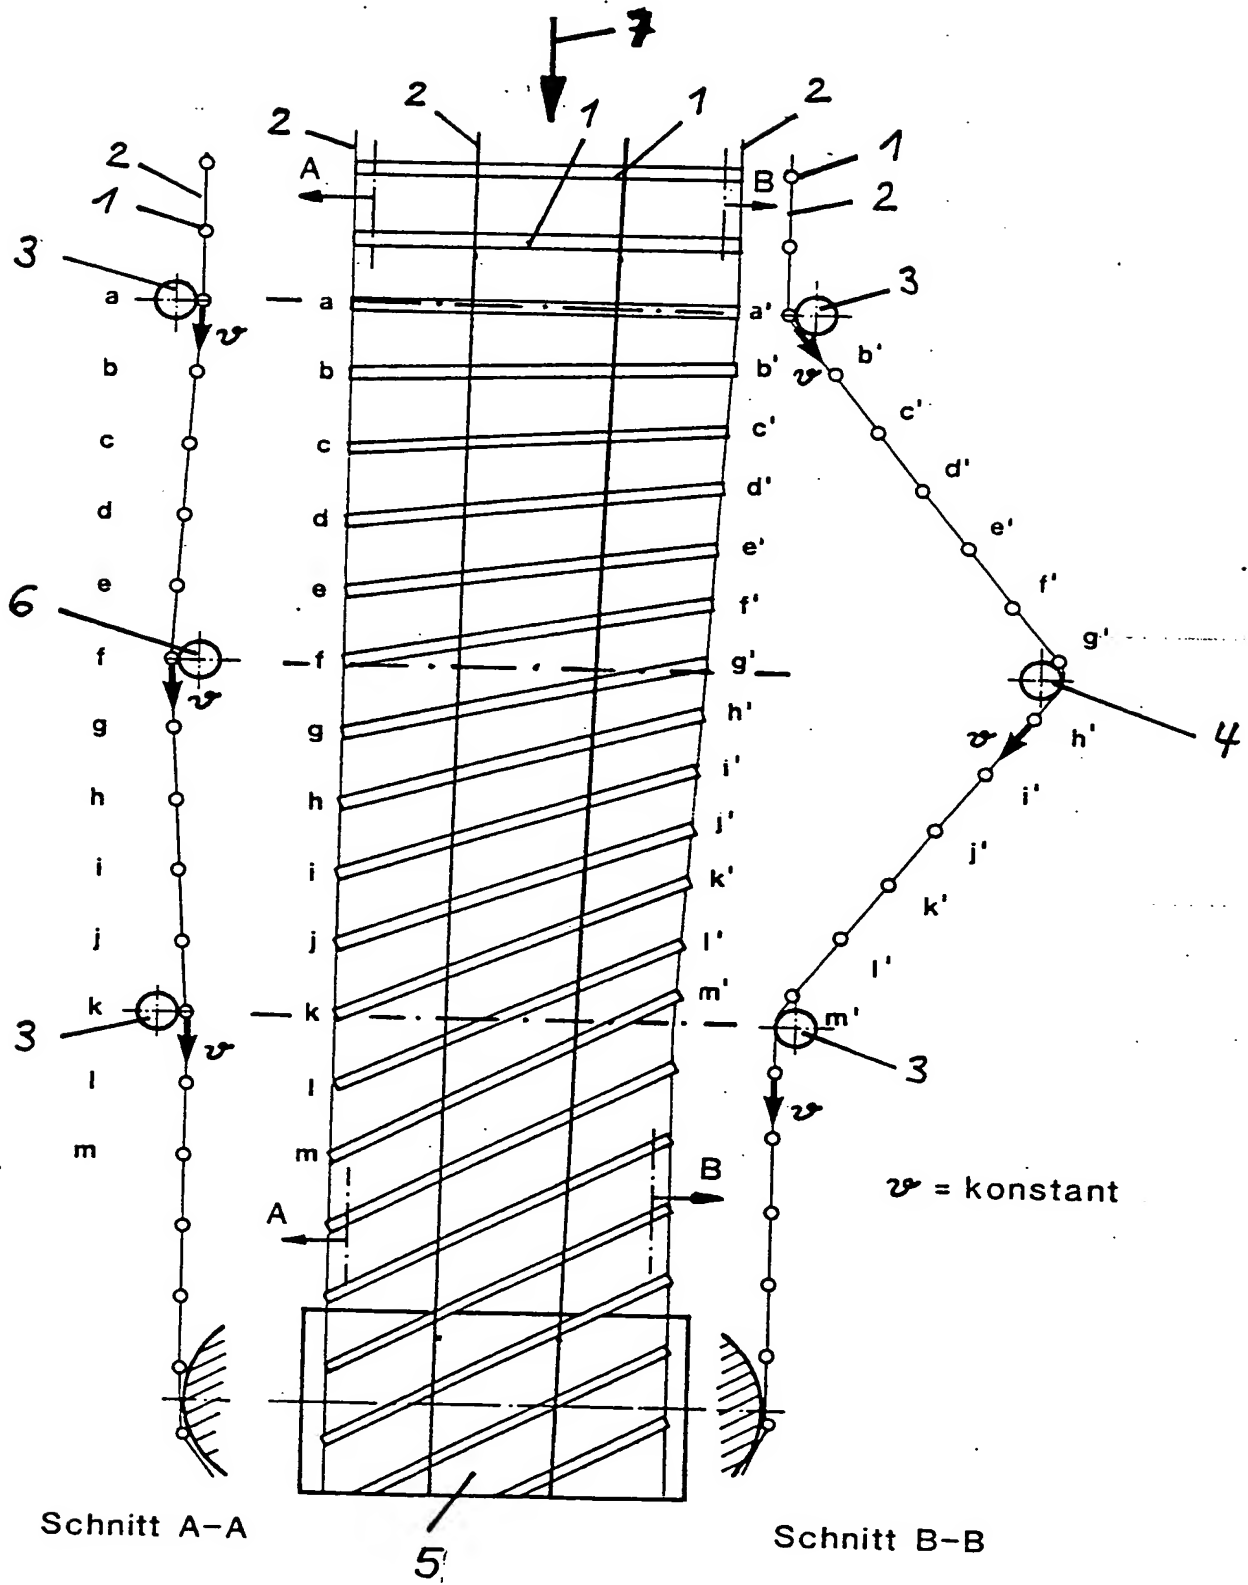 7
2 2 1 1 2
2 A B 1
1 2
3 a a a' 3
v b b b' v b'
c c c' c'
d d d' d'
e e e' e'
6 f' f'
f f g' g'
v g g h' 4
h h i' v h'
i i j' i'
j j k' j'
k k l' k'
3 v m' l'
l l m' 3
m m v
A B v = konstant
Schnitt A-A 5 Schnitt B-B